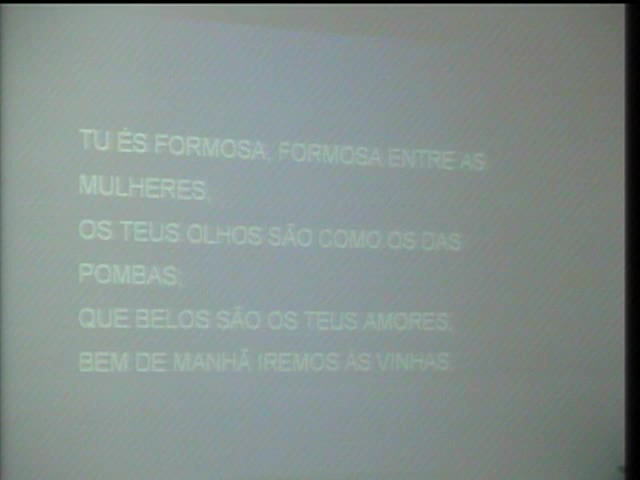 TU ÉS FORMOSA, FORMOSA ENTRE AS
MULHERES,
OS TEUS OLHOS SÃO COMO OS DAS
POMBAS;
QUE BELOS SÃO OS TEUS AMORES,
BEM DE MANHÃ IREMOS ÀS VINHAS.